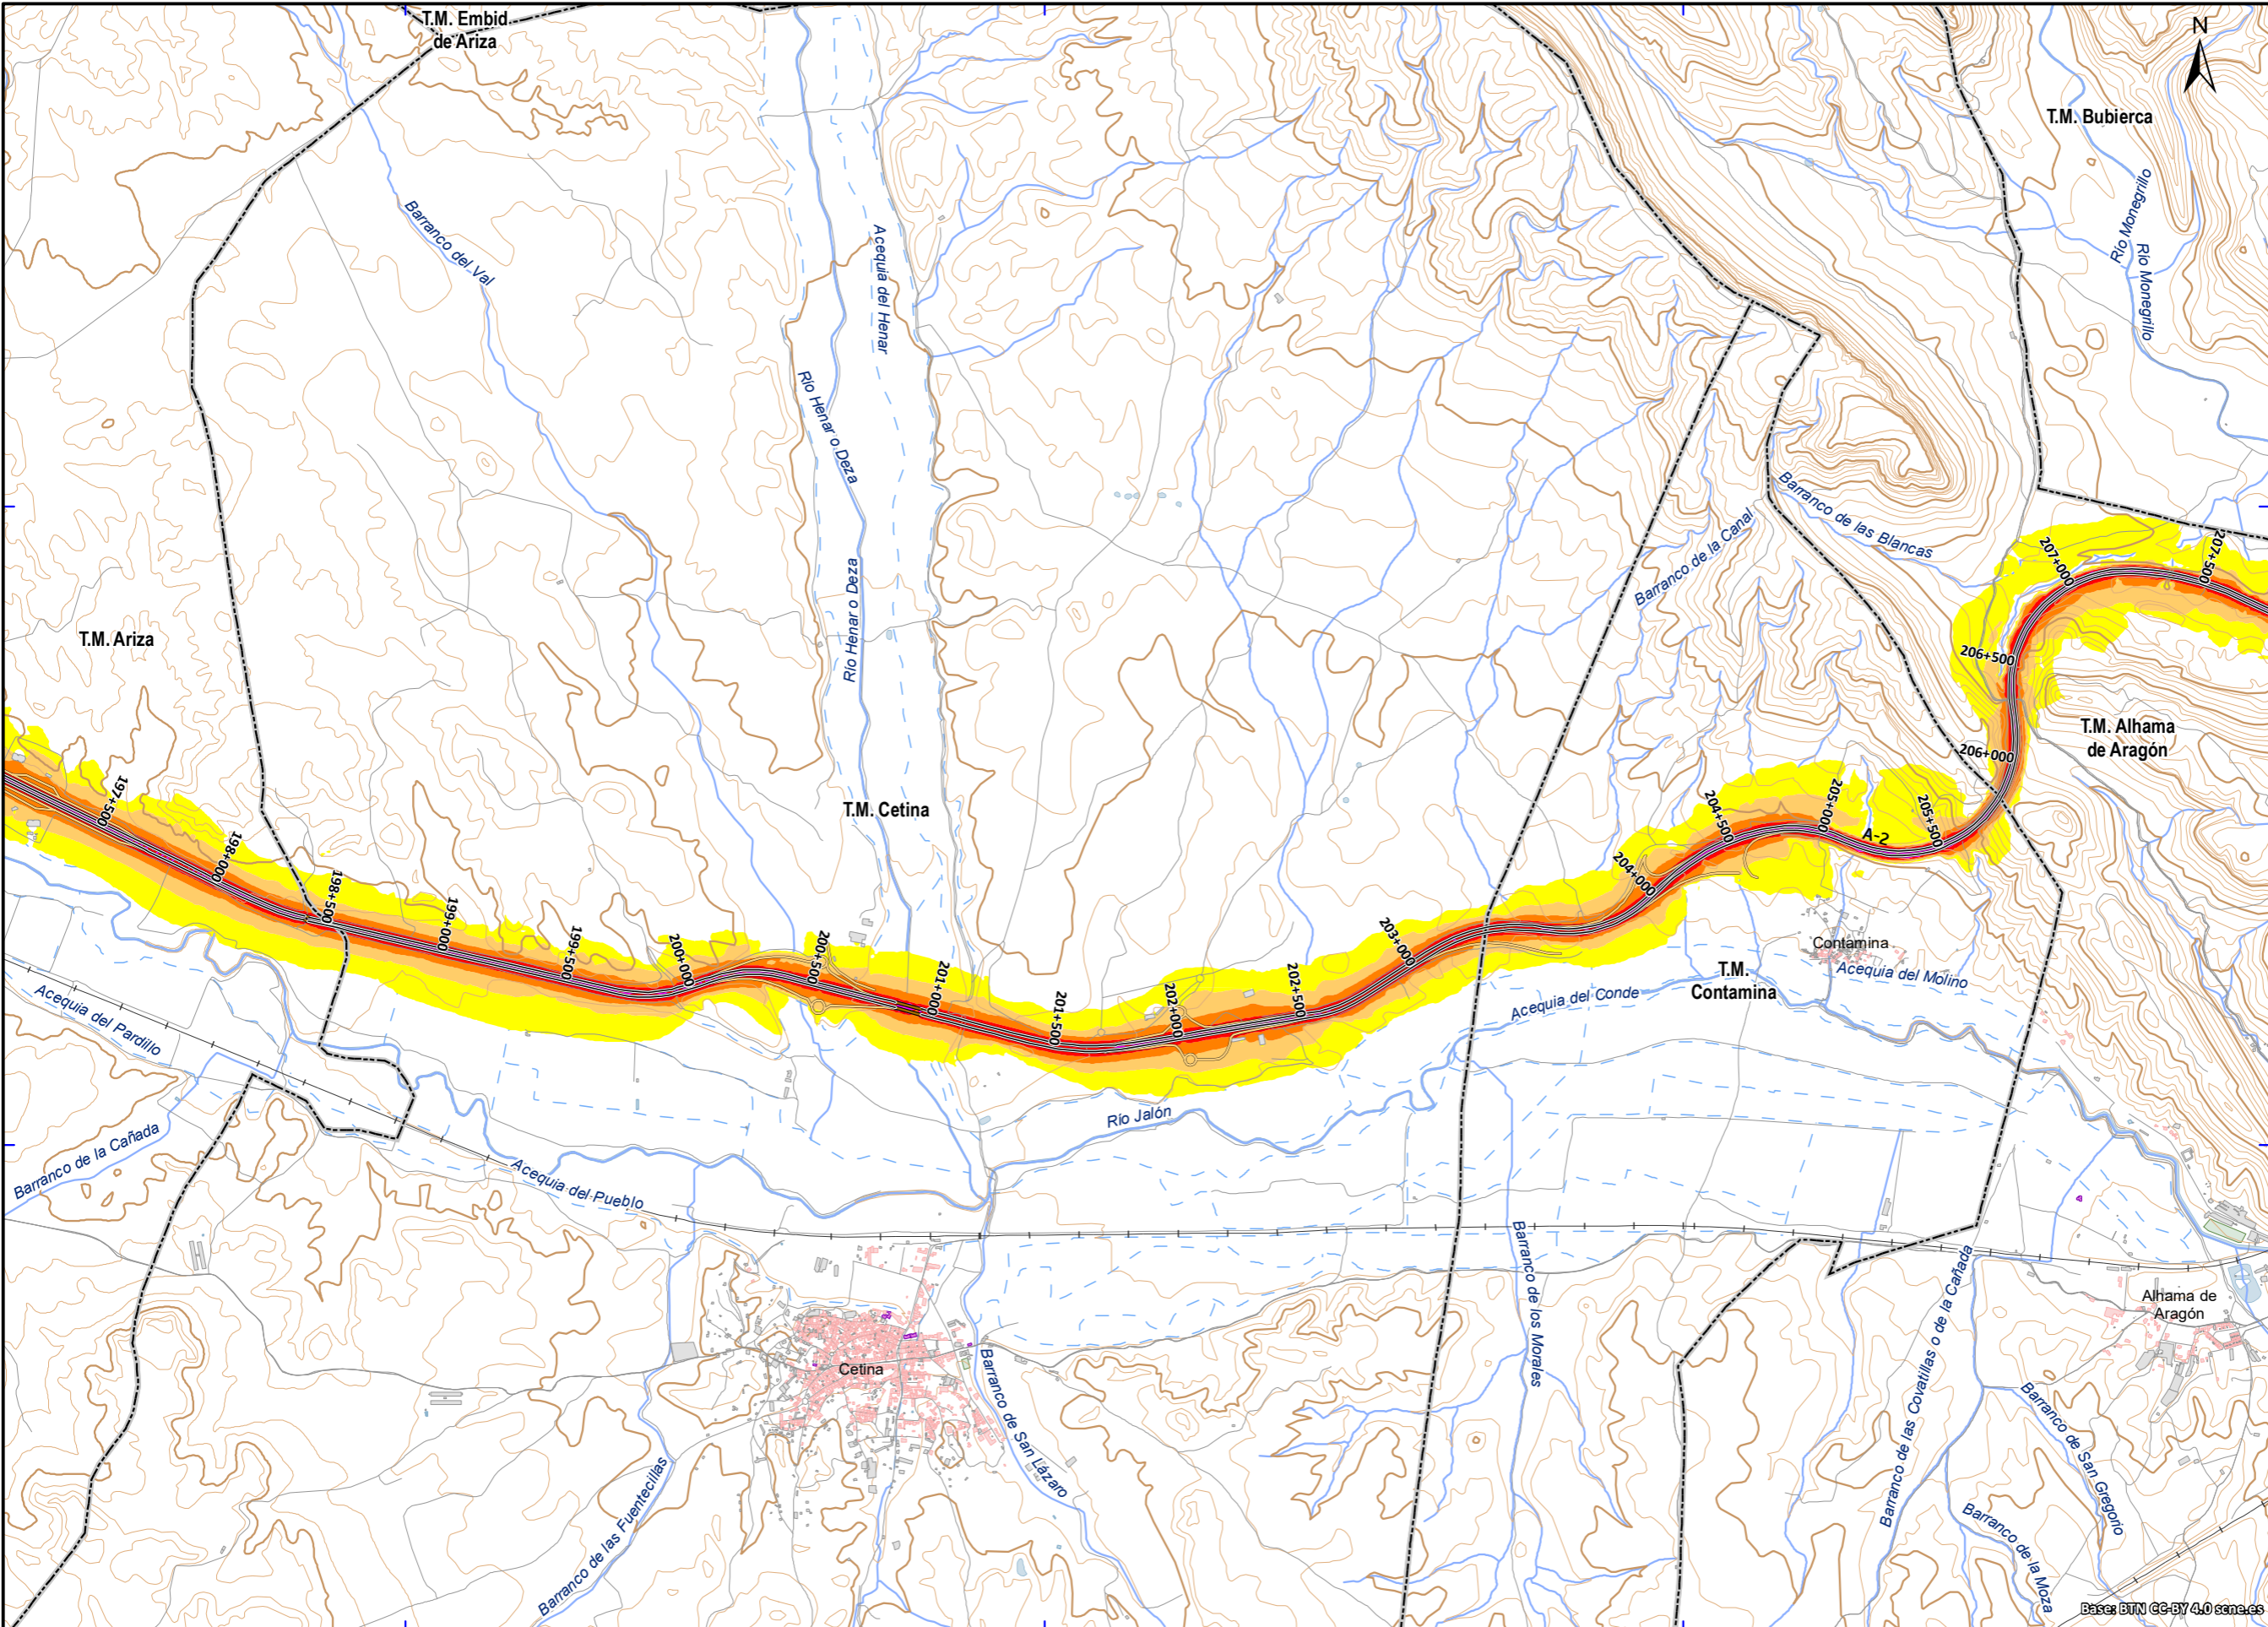 T.M. Embid
de Ariza
N
T.M. Bubierca
Barranco del Val
Acequia del Henar
Río Monegrillo
Río Monegrillo
Río Henar o Deza
Barranco de las Blancas
Barranco de la Canal
Río Henar o Deza
207+000
207+500
T.M. Ariza
206+500
T.M. Alhama
de Aragón
206+000
197+500
T.M. Cetina
198+000
204+500
205+000
205+500
A-2
198+500
204+000
199+000
199+500
200+000
200+500
203+000
Contamina
201+000
202+500
T.M.
Contamina
Acequia del Molino
Acequia del Conde
202+000
201+500
Acequia del Pardillo
Río Jalón
Barranco de la Cañada
Acequia del Pueblo
Barranco de los Morales
Barranco de las Covatillas o de la Cañada
Alhama de
Aragón
Cetina
Barranco de San Lázaro
Barranco de San Gregorio
Barranco de las Fuentecillas
Barranco de la Moza
Base: BTN CC-BY 4.0 scne.es